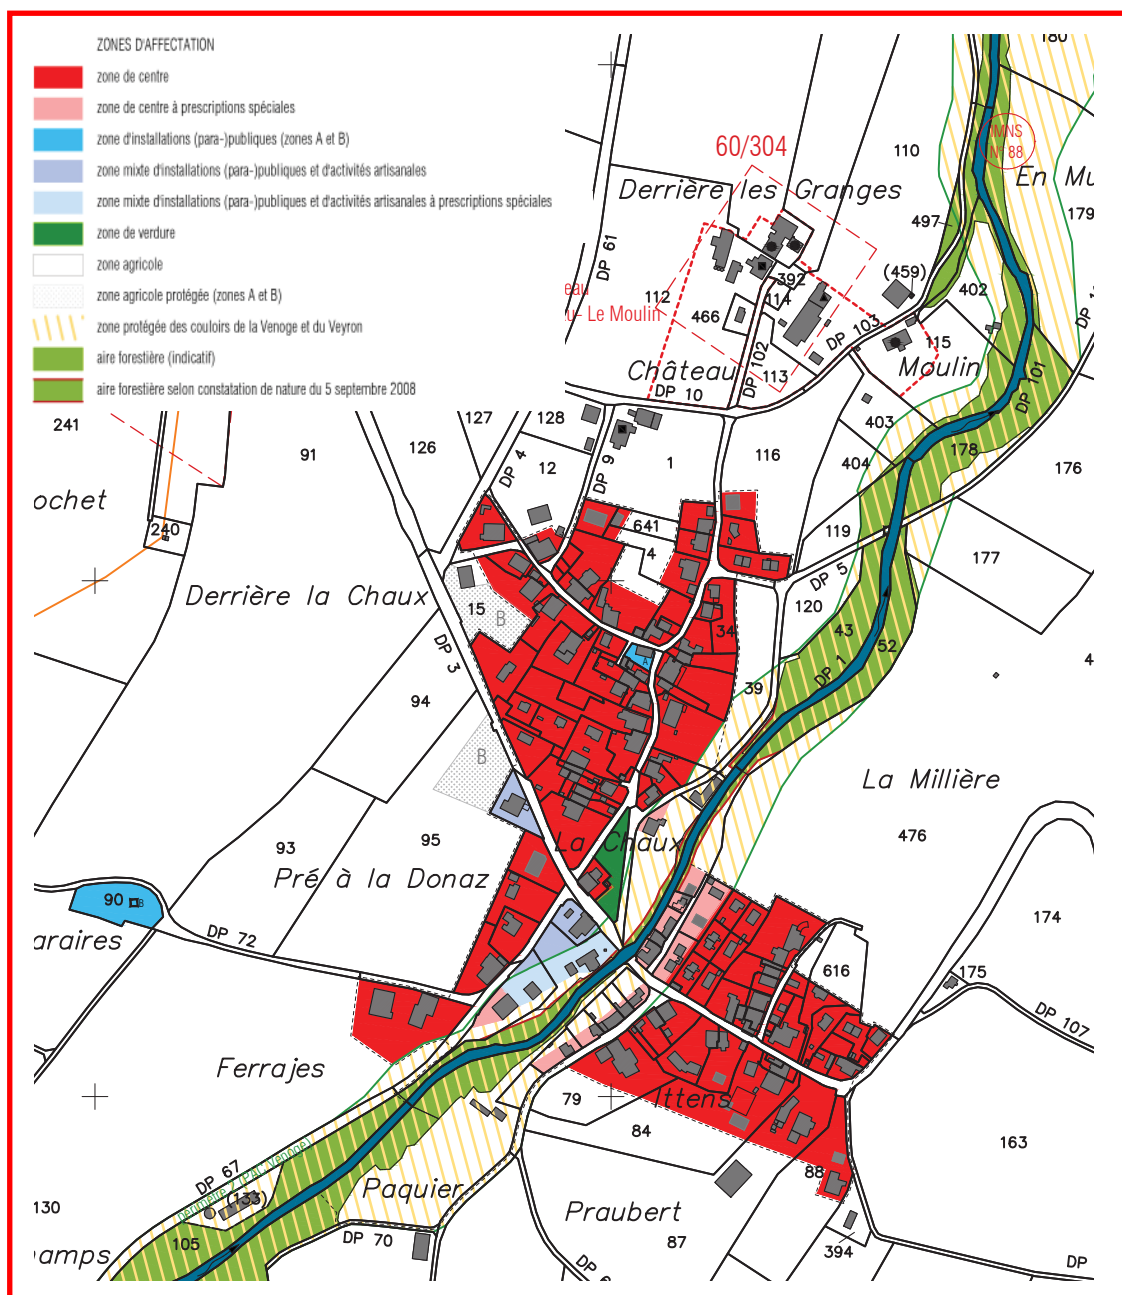 ZONES D'AFFECTATION
zone de centre
zone de centre à prescriptions spéciales
zone d'installations (para-)publiques (zones A et B)
zone mixte d'installations (para-)publiques et d'activités artisanales
zone mixte d'installations (para-)publiques et d'activités artisanales à prescriptions spéciales
zone de verdure
zone agricole
zone agricole protégée (zones A et B)
zone protégée des couloirs de la Venoge et du Veyron
aire forestière (indicatif)
aire forestière selon constatation de nature du 5 septembre 2008
180
IMNS
N° 88
110
60/304
Derrière les Granges
En Mu
179
497
DP 61
(459)
392
402
eau
112
114
u- Le Moulin
466
DP 103
115
DP 102
Château
113
Moulin
DP 101
DP 10
241
127
128
403
91
126
DP 4
12
DP 9
1
116
404
178
176
ochet
240
641
4
119
177
DP 5
Derrière la Chaux
15
B
120
34
43
52
DP 3
A
DP 1
39
94
B
La Millière
476
93
95
La Chaux
Pré à la Donaz
90
B
174
araires
DP 72
616
175
DP 107
Ferrajes
79
Ittens
84
163
périmètre 2 (PAC Venoge)
DP 67
88
(133)
Paquier
130
Praubert
105
DP 70
87
394
DP
amps